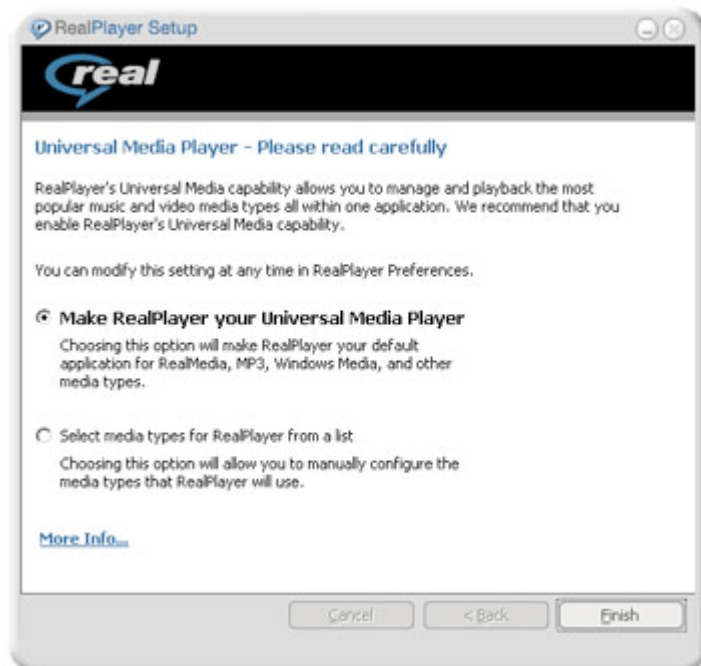 RealPlayer Setup
real
Universal Media Player - Please read carefully
RealPlayer's Universal Media capability allows you to manage and playback the most
popular music and video media types all within one application. We recommend that you
enable RealPlayer's Universal Media capability.
You can modify this setting at any time in RealPlayer Preferences.
Make RealPlayer your Universal Media Player
Choosing this option will make RealPlayer your default
application for RealMedia, MP3, Windows Media, and other
media types.
Select media types for RealPlayer from a list
Choosing this option will allow you to manually configure the
media types that RealPlayer will use.
More Info...
Cancel
< Back
Finish